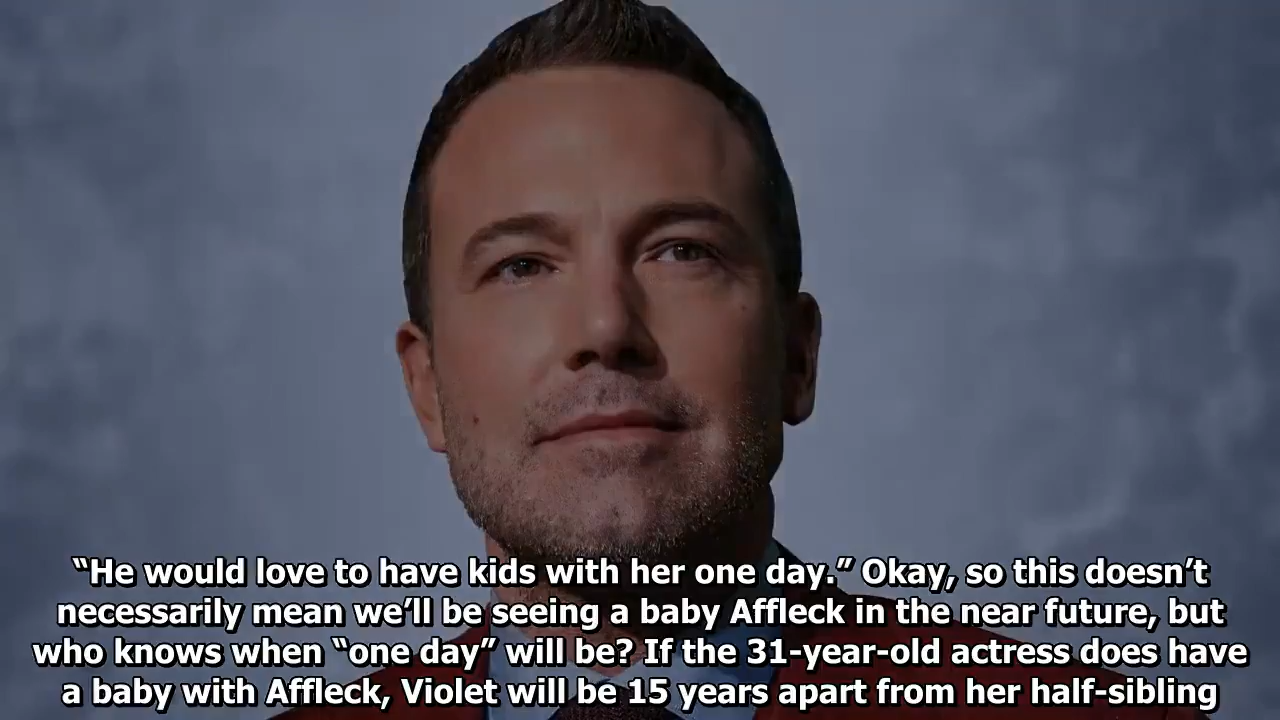 “He would love to have kids with her one day.” Okay, so this doesn’t
necessarily mean we’ll be seeing a baby Affleck in the near future, but
who knows when “one day” will be? If the 31-year-old actress does have
a baby with Affleck, Violet will be 15 years apart from her half-sibling